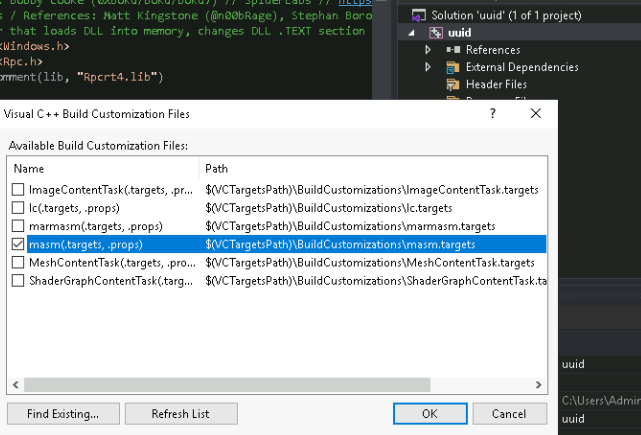 Bobby Cooke (0xBoku/Boku/boku7) // SpiderLabs // https
s / References: Matt Kingstone (@n00bRage), Stephan Boro
r that loads DLL into memory, changes DLL .TEXT section
<Windows.h>
<Rpc.h>
omment(lib, "Rpcrt4.lib")
Solution 'uuid' (1 of 1 project)
uuid
References
External Dependencies
Header Files
Visual C++ Build Customization Files
? ×
Available Build Customization Files:
Name Path
ImageContentTask(.targets, .pr... $(VCTargetsPath)\BuildCustomizations\ImageContentTask.targets
lc(.targets, .props) $(VCTargetsPath)\BuildCustomizations\lc.targets
marmasm(.targets, .props) $(VCTargetsPath)\BuildCustomizations\marmasm.targets
masm(.targets, .props) $(VCTargetsPath)\BuildCustomizations\masm.targets
MeshContentTask(.targets, .pro... $(VCTargetsPath)\BuildCustomizations\MeshContentTask.targets
ShaderGraphContentTask(.targ... $(VCTargetsPath)\BuildCustomizations\ShaderGraphContentTask.ta
Find Existing... Refresh List OK Cancel
uuid
C:\Users\Admin
uuid